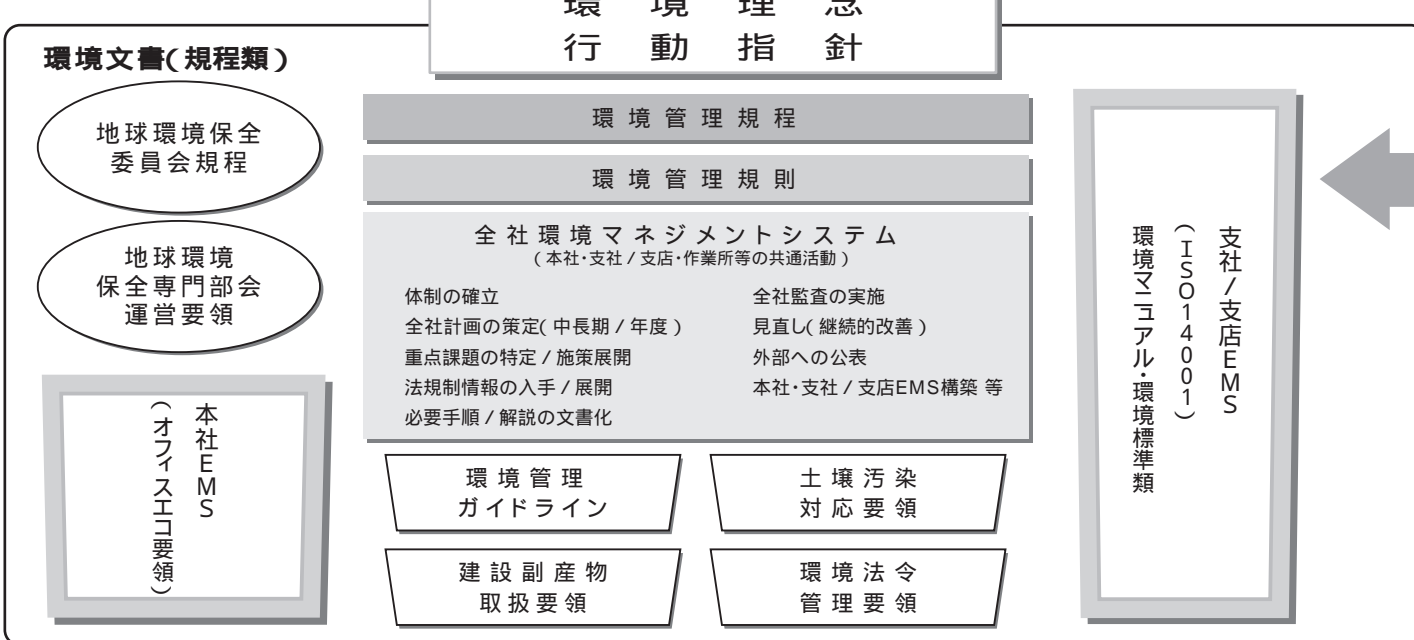 環境理念
行動指針
環境文書(規程類)
地球環境保全
委員会規程
地球環境
保全専門部会
運営要領
本社EMS
(オフィスエコ要領)
環境管理規程
環境管理規則
全社環境マネジメントシステム
(本社・支社/支店・作業所等の共通活動)
体制の確立
全社計画の策定(中長期/年度)
重点課題の特定/施策展開
法規制情報の入手/展開
必要手順/解説の文書化
全社監査の実施
見直し(継続的改善)
外部への公表
本社・支社/支店EMS構築 等
環境管理
ガイドライン
土壌汚染
対応要領
建設副産物
取扱要領
環境法令
管理要領
支社/支店EMS
(ISO14001)
環境マニュアル・環境標準類